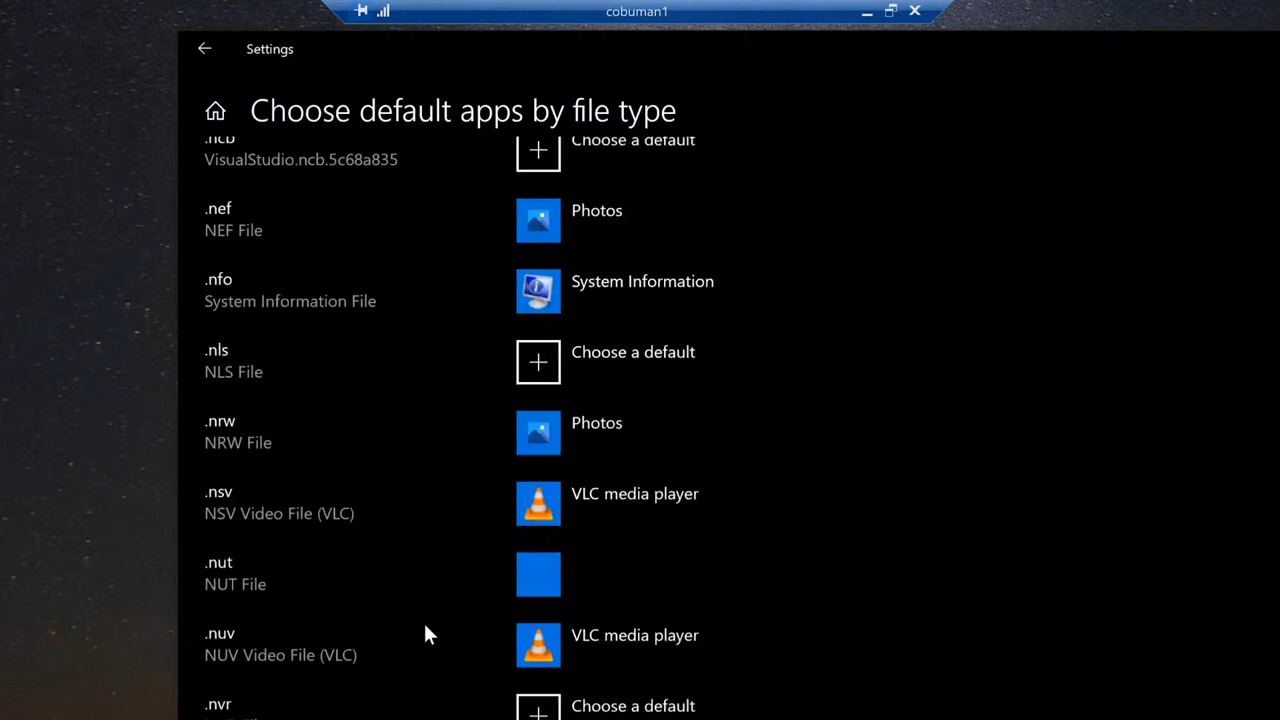 cobuman1
Settings
Choose default apps by file type
.ncb
Choose a default
VisualStudio.ncb.5c68a835
.nef
Photos
NEF File
.nfo
System Information
System Information File
.nls
Choose a default
NLS File
.nrw
Photos
NRW File
.nsv
VLC media player
NSV Video File (VLC)
.nut
NUT File
.nuv
VLC media player
NUV Video File (VLC)
.nvr
Choose a default